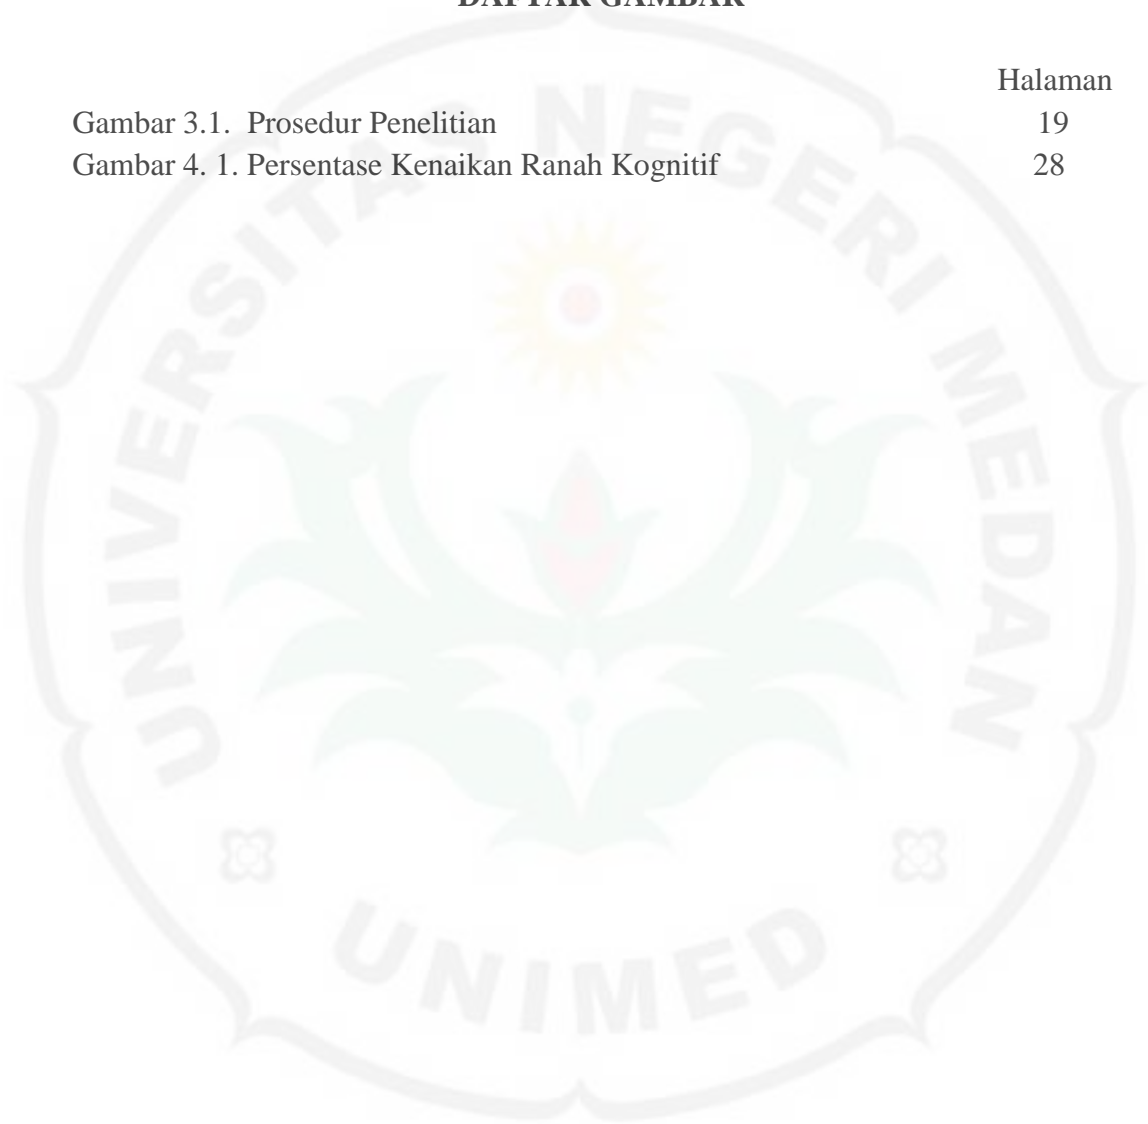 DAFTAR GAMBAR
Halaman
Gambar 3.1. Prosedur Penelitian 19
Gambar 4. 1. Persentase Kenaikan Ranah Kognitif 28
UNIVERSITAS NEGERI MEDAN
UNIMED